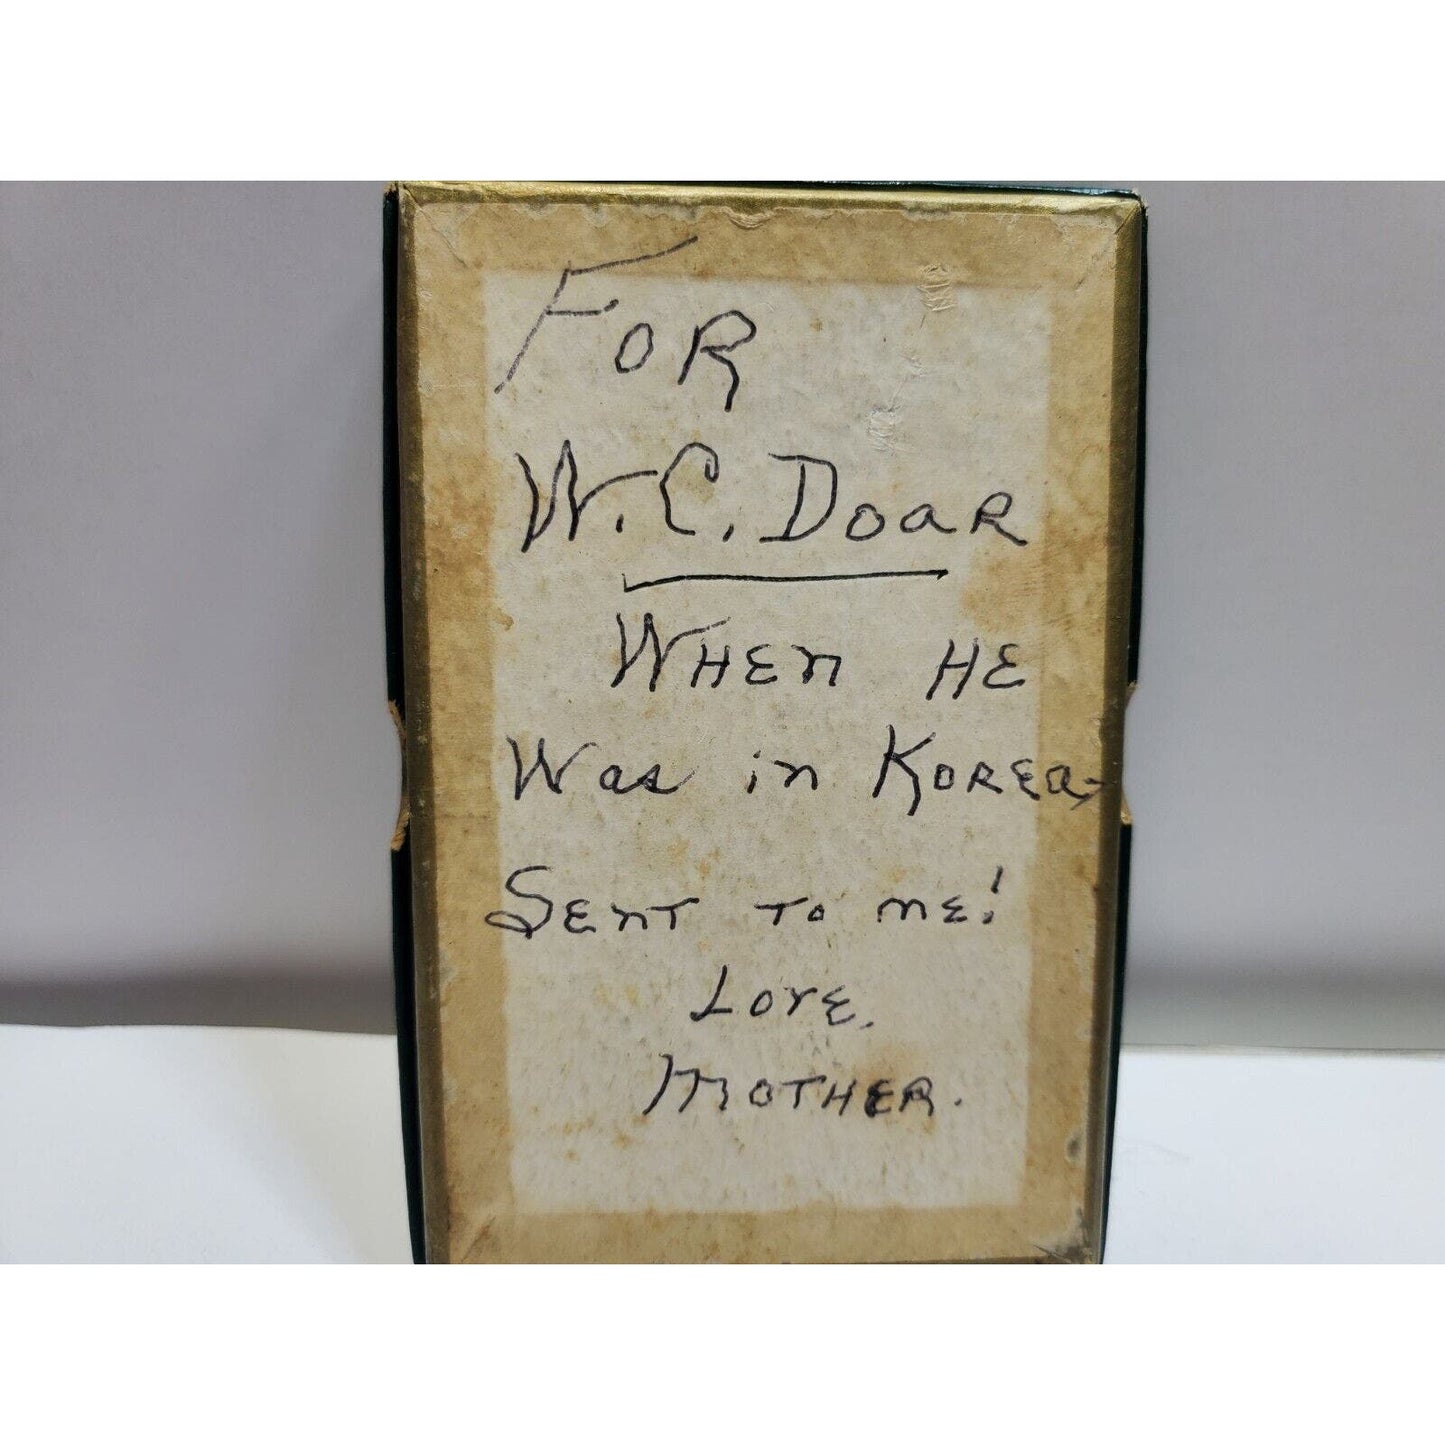 For
W.C. Doar
When he
was in Korea,
Sent to me!
Love,
Mother.